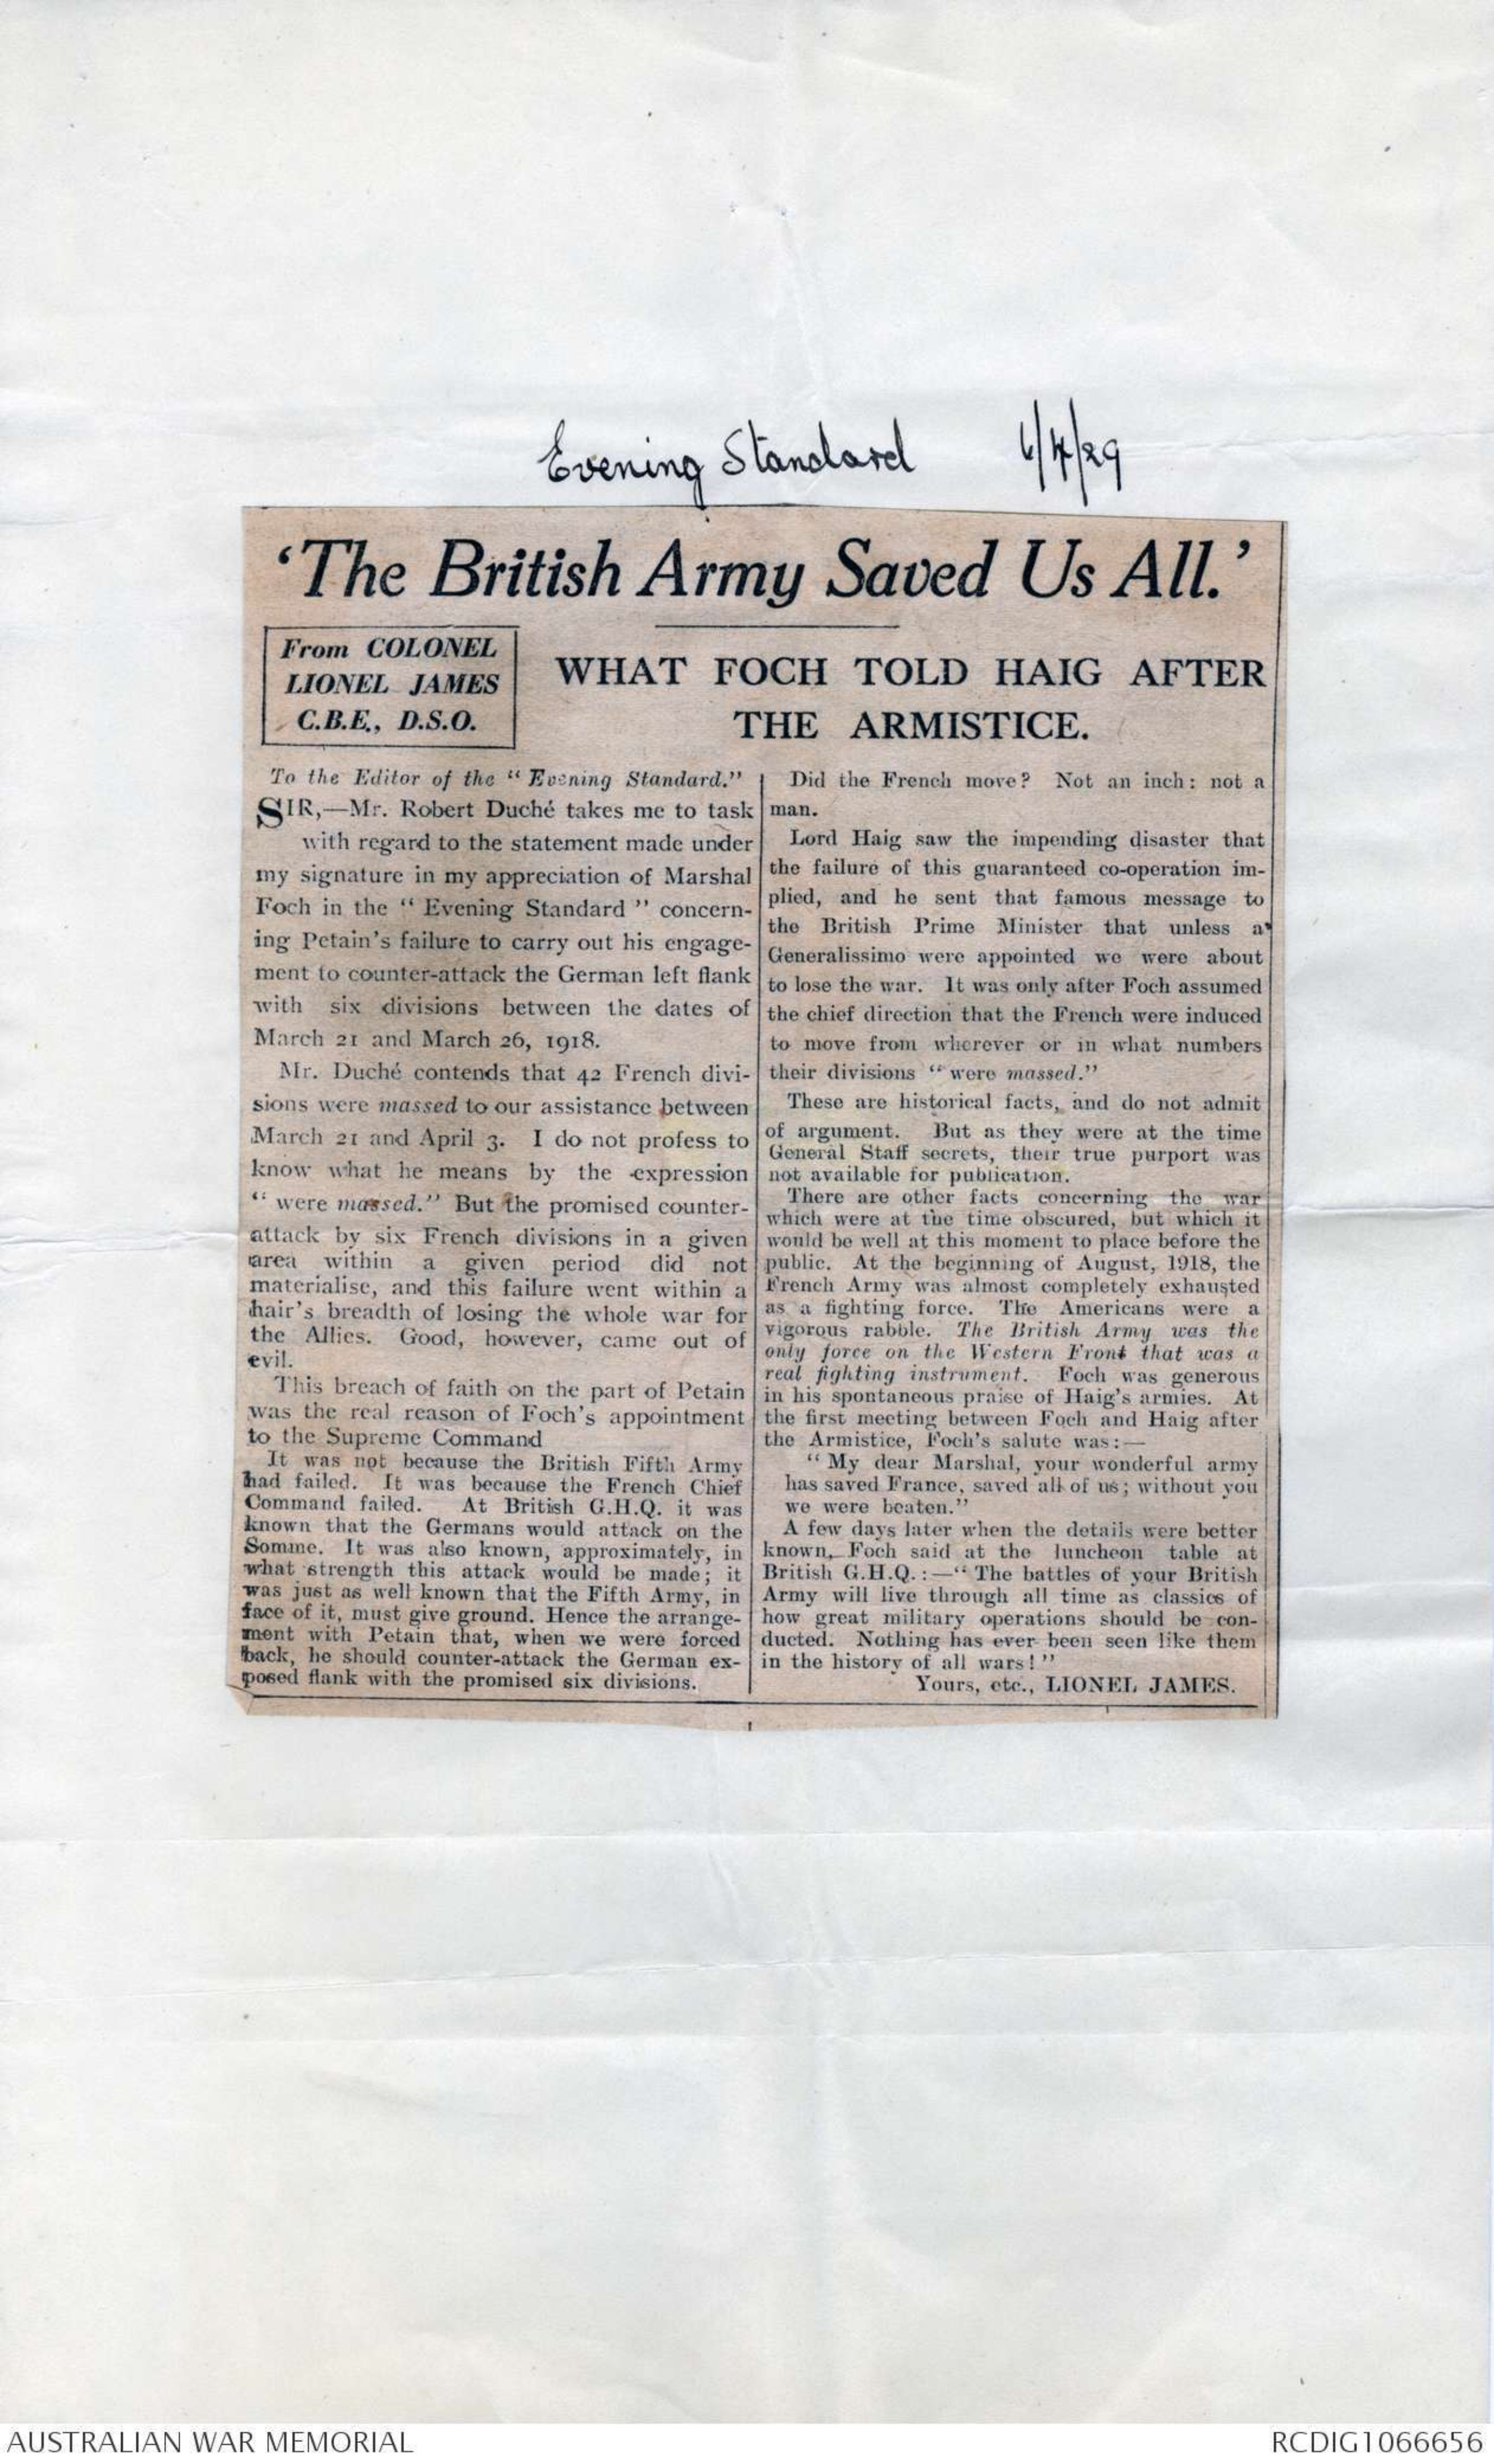 Evening Standard 6/4/29
'The British Army Saved Us All.'
From COLONEL
LIONEL JAMES
C.B.E., D.S.O.
WHAT FOCH TOLD HAIG AFTER
THE ARMISTICE.
To the Editor of the "Evening Standard."
SIR,—Mr. Robert Duché takes me to task
with regard to the statement made under
my signature in my appreciation of Marshal
Foch in the "Evening Standard" concern-
ing Petain's failure to carry out his engage-
ment to counter-attack the German left flank
with six divisions between the dates of
March 21 and March 26, 1918.
Mr. Duché contends that 42 French divi-
sions were massed to our assistance between
March 21 and April 3. I do not profess to
know what he means by the expression
"were massed." But the promised counter-
attack by six French divisions in a given
area within a given period did not
materialise, and this failure went within a
hair's breadth of losing the whole war for
the Allies. Good, however, came out of
evil.
This breach of faith on the part of Petain
was the real reason of Foch's appointment
to the Supreme Command
It was not because the British Fifth Army
had failed. It was because the French Chief
Command failed. At British G.H.Q. it was
known that the Germans would attack on the
Somme. It was also known, approximately, in
what strength this attack would be made; it
was just as well known that the Fifth Army, in
face of it, must give ground. Hence the arrange-
ment with Petain that, when we were forced
back, he should counter-attack the German ex-
posed flank with the promised six divisions.
Did the French move? Not an inch: not a
man.
Lord Haig saw the impending disaster that
the failure of this guaranteed co-operation im-
plied, and he sent that famous message to
the British Prime Minister that unless a
Generalissimo were appointed we were about
to lose the war. It was only after Foch assumed
the chief direction that the French were induced
to move from wherever or in what numbers
their divisions "were massed."
These are historical facts, and do not admit
of argument. But as they were at the time
General Staff secrets, their true purport was
not available for publication.
There are other facts concerning the war
which were at the time obscured, but which it
would be well at this moment to place before the
public. At the beginning of August, 1918, the
French Army was almost completely exhausted
as a fighting force. The Americans were a
vigorous rabble. The British Army was the
only force on the Western Front that was a
real fighting instrument. Foch was generous
in his spontaneous praise of Haig's armies. At
the first meeting between Foch and Haig after
the Armistice, Foch's salute was:—
"My dear Marshal, your wonderful army
has saved France, saved all of us; without you
we were beaten."
A few days later when the details were better
known, Foch said at the luncheon table at
British G.H.Q.:—"The battles of your British
Army will live through all time as classics of
how great military operations should be con-
ducted. Nothing has ever been seen like them
in the history of all wars!"
Yours, etc., LIONEL JAMES.
AUSTRALIAN WAR MEMORIAL
RCDIG1066656